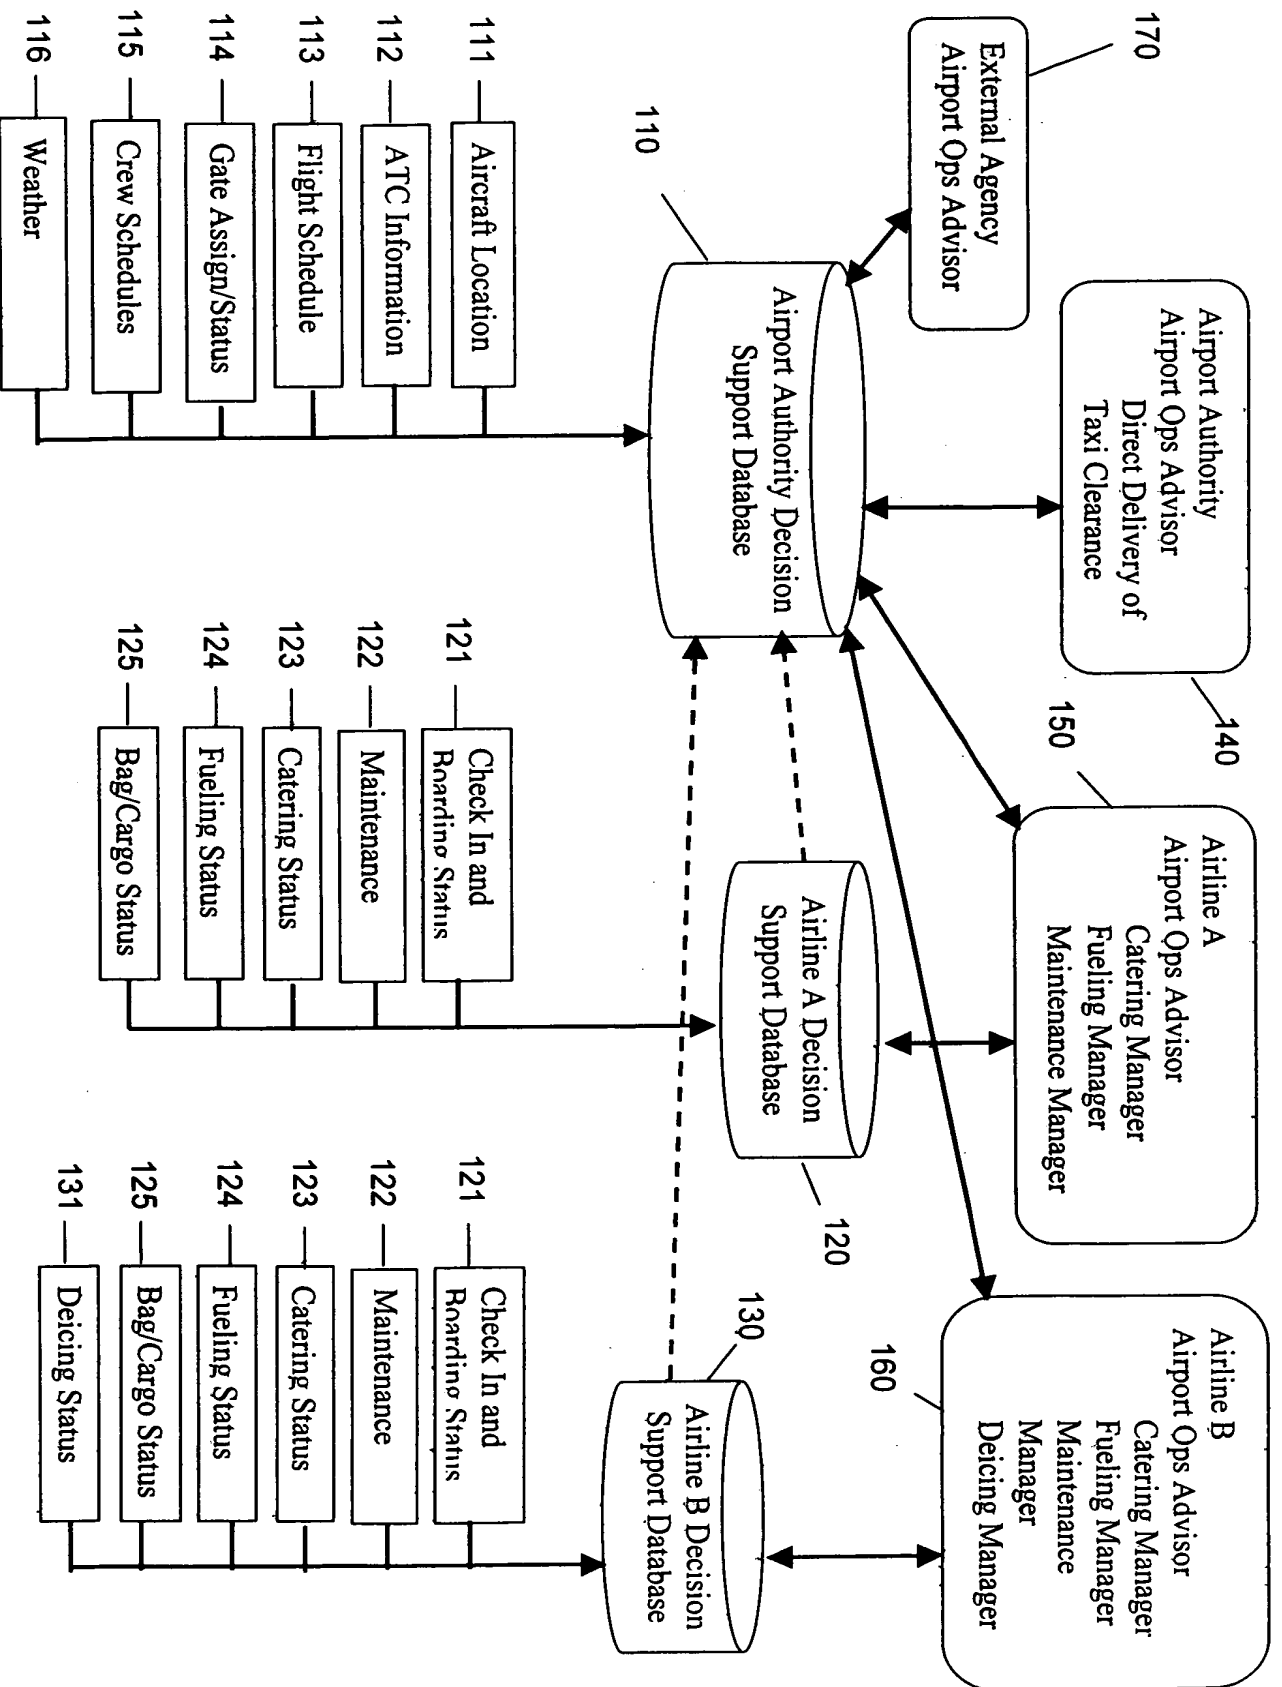 170
External Agency
Airport Ops Advisor
Airport Authority
Airport Ops Advisor
Direct Delivery of
Taxi Clearance
140
150
Airline A
Airport Ops Advisor
Catering Manager
Fueling Manager
Maintenance Manager
Airline B
Airport Ops Advisor
Catering Manager
Fueling Manager
Maintenance
Manager
Deicing Manager
160
110
Airport Authority Decision
Support Database
Airline A Decision
Support Database
120
130
Airline B Decision
Support Database
111
Aircraft Location
112
ATC Information
113
Flight Schedule
114
Gate Assign/Status
115
Crew Schedules
116
Weather
121
Check In and
Boarding Status
122
Maintenance
123
Catering Status
124
Fueling Status
125
Bag/Cargo Status
121
Check In and
Boarding Status
122
Maintenance
123
Catering Status
124
Fueling Status
125
Bag/Cargo Status
131
Deicing Status